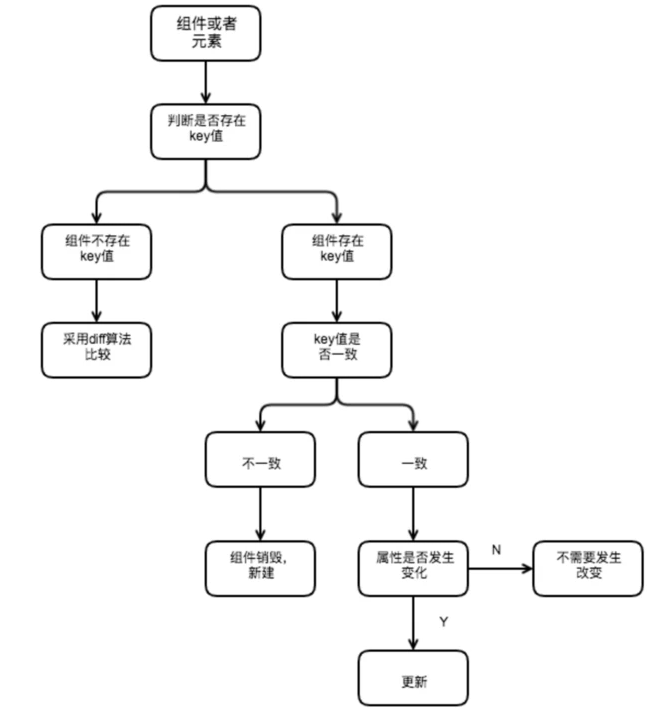 组件或者
元素
判断是否存在
key值
组件不存在
key值
组件存在
key值
采用diff算法
比较
key值是
否一致
不一致
一致
组件销毁，
新建
属性是否发生
变化
N
不需要发生
改变
Y
更新